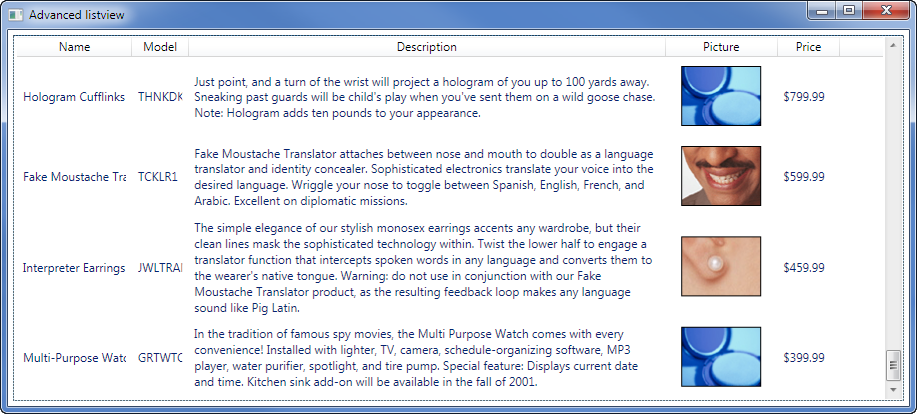 Advanced listview
Name Model Description Picture Price
Just point, and a turn of the wrist will project a hologram of you up to 100 yards away.
Hologram Cufflinks THNKDK Sneaking past guards will be child's play when you've sent them on a wild goose chase. $799.99
Note: Hologram adds ten pounds to your appearance.
Fake Moustache Translator attaches between nose and mouth to double as a language
translator and identity concealer. Sophisticated electronics translate your voice into the
Fake Moustache Tra TCKLR1 desired language. Wriggle your nose to toggle between Spanish, English, French, and $599.99
Arabic. Excellent on diplomatic missions.
The simple elegance of our stylish monosex earrings accents any wardrobe, but their
clean lines mask the sophisticated technology within. Twist the lower half to engage a
Interpreter Earrings JWLTRA translator function that intercepts spoken words in any language and converts them to $459.99
the wearer's native tongue. Warning: do not use in conjunction with our Fake
Moustache Translator product, as the resulting feedback loop makes any language
sound like Pig Latin.
In the tradition of famous spy movies, the Multi Purpose Watch comes with every
convenience! Installed with lighter, TV, camera, schedule-organizing software, MP3
Multi-Purpose Wat GRTWTC player, water purifier, spotlight, and tire pump. Special feature: Displays current date $399.99
and time. Kitchen sink add-on will be available in the fall of 2001.